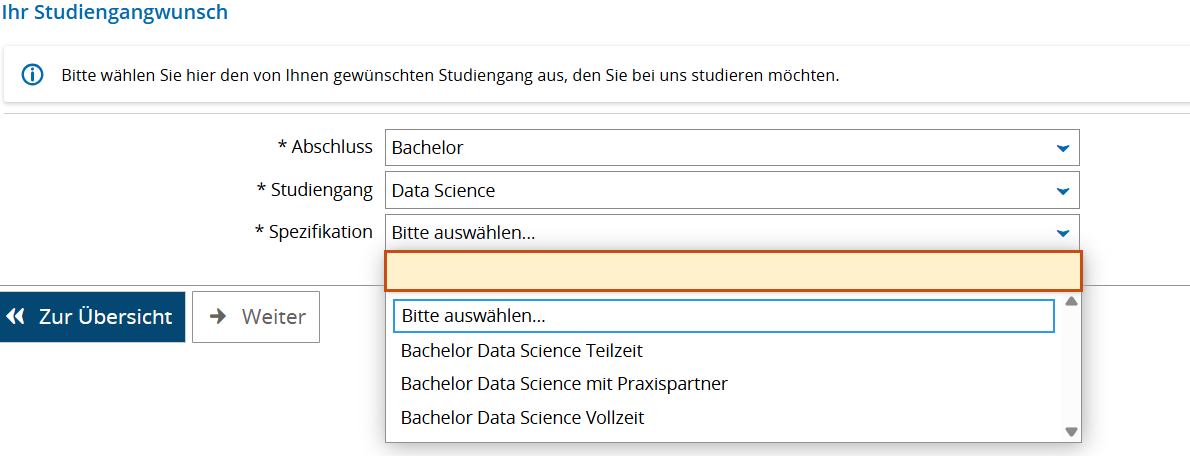 Ihr Studiengangwunsch
Bitte wählen Sie hier den von Ihnen gewünschten Studiengang aus, den Sie bei uns studieren möchten.
* Abschluss Bachelor
* Studiengang Data Science
* Spezifikation Bitte auswählen...
Zur Übersicht Weiter Bitte auswählen...
Bachelor Data Science Teilzeit
Bachelor Data Science mit Praxispartner
Bachelor Data Science Vollzeit